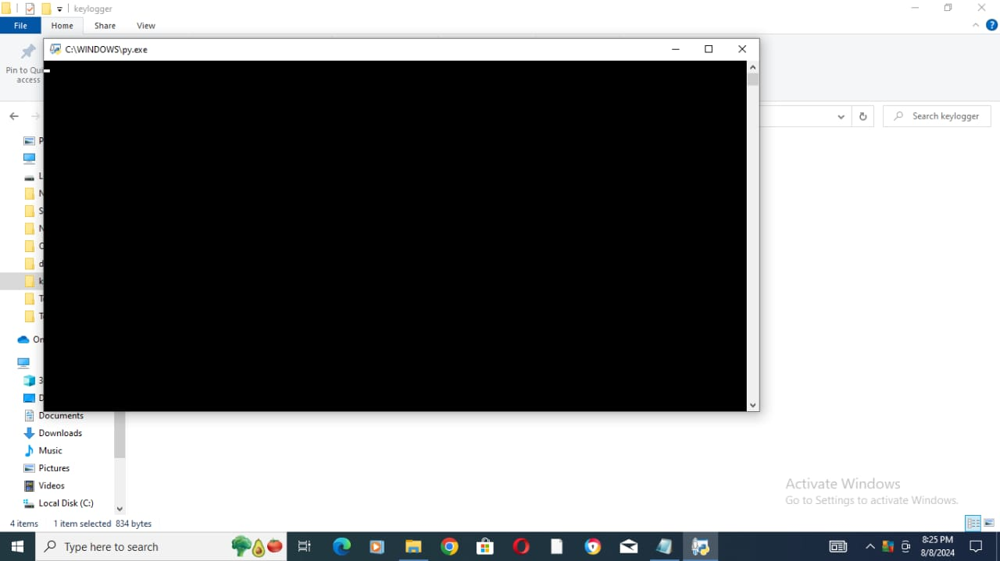 keylogger
File Home Share View
C:\WINDOWS\py.exe
Pin to Qui
access
Search keylogger
P
L
N
S
N
C
d
k
T
T
On
3
D
Documents
Downloads
Music
Pictures
Videos
Local Disk (C:)
Activate Windows
Go to Settings to activate Windows.
4 items 1 item selected 834 bytes
Type here to search
8:25 PM
8/8/2024